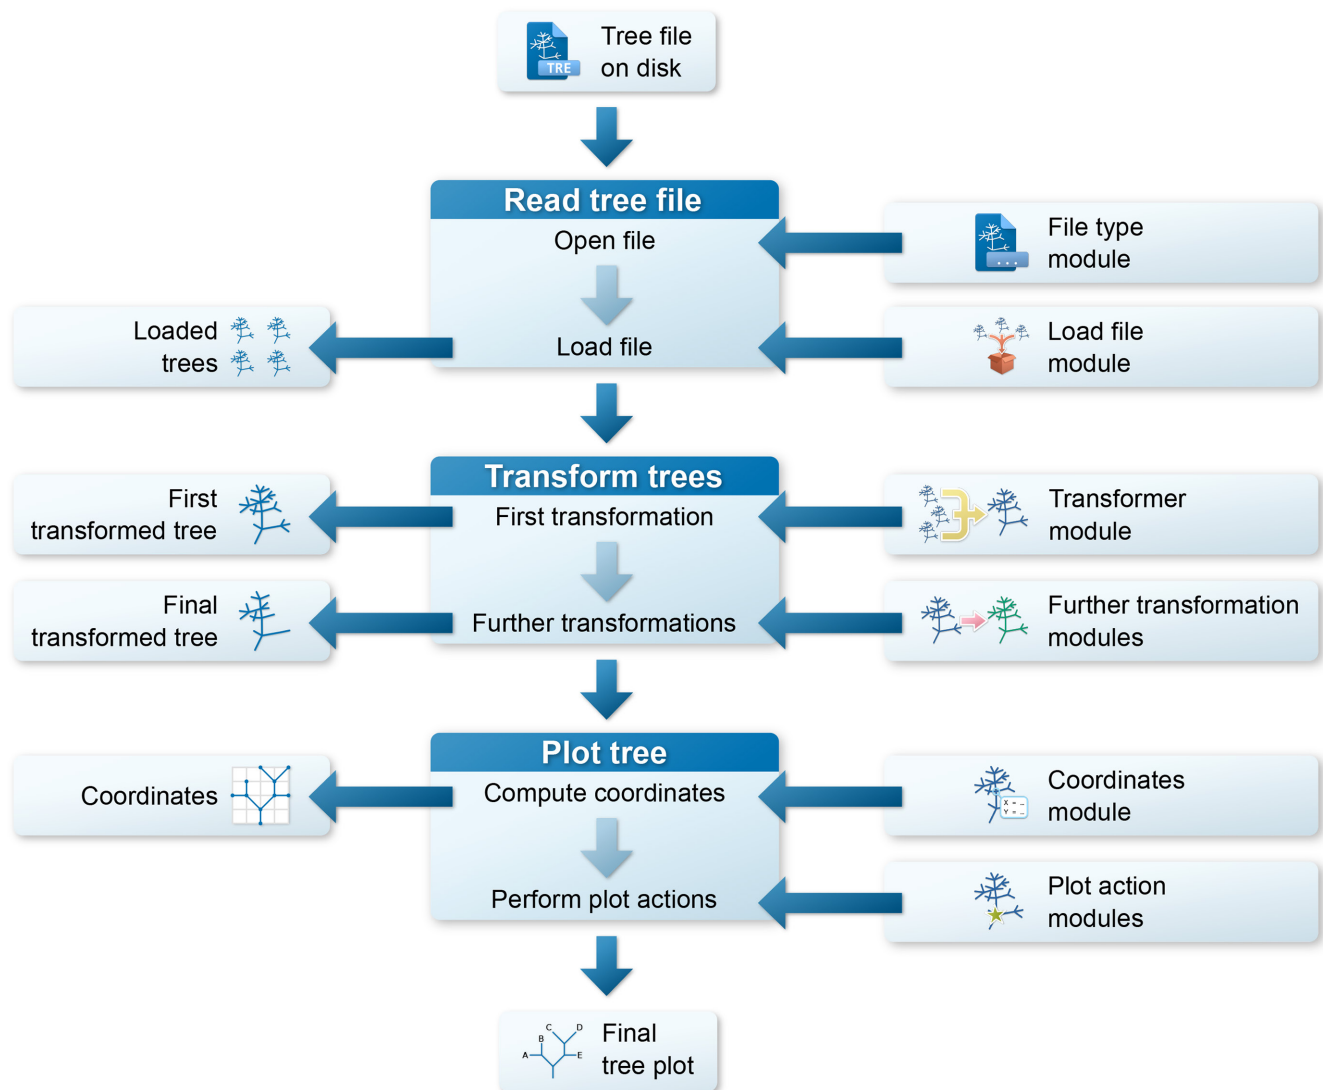 Tree file
on disk
TRE
Read tree file
Open file
File type
module
...
Loaded
trees
Load file
Load file
module
Transform trees
First
transformed tree
First transformation
Transformer
module
Final
transformed tree
Further transformations
Further transformation
modules
Plot tree
Coordinates
Compute coordinates
Coordinates
module
X = _
Y = _
Perform plot actions
Plot action
modules
A
B
C
D
E
Final
tree plot